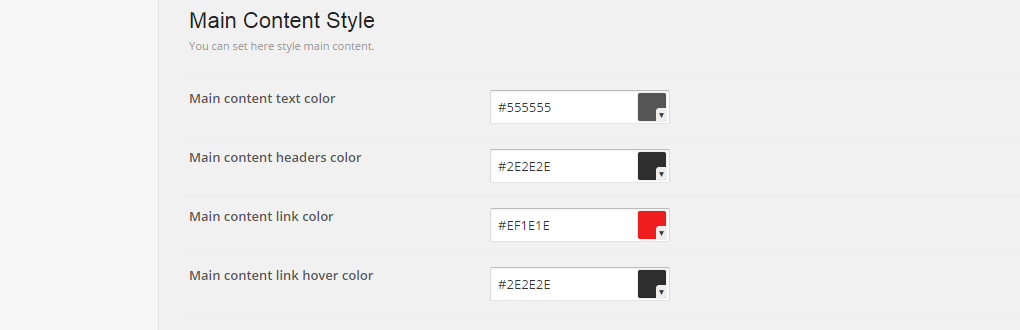 Main Content Style
You can set here style main content.
Main content text color
#555555
Main content headers color
#2E2E2E
Main content link color
#EF1E1E
Main content link hover color
#2E2E2E